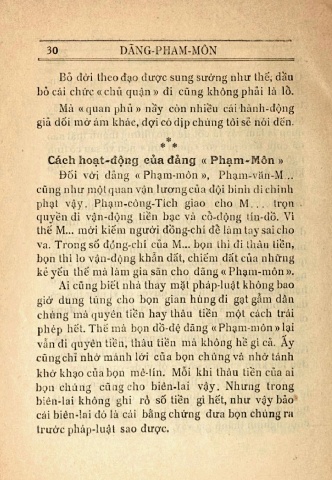 30 DẢNG-PHẠM-MÔN
Bỏ đời theo đạo được sung sướng như thế, dầu
bỏ cái chức « chủ quận » đi cũng không phải là lỗ.
Mà « quan phủ » nầy còn nhiều cái hành-động
giả dối mờ ám khác, đợi có dịp chúng tôi sẽ nói đến.
* * *
Cách hoạt-động của đảng « Phạm-Môn »
Đối với đảng « Phạm-môn », Phạm-văn-M ..
cũng như một quan vận lương của đội binh đi chinh
phạt vậy. Phạm-công-Tích giao cho M... trọn
quyền đi vận-động tiền bạc và cổ-động tín-đồ. Vì
thế M... mới kiếm người đồng-chí để làm tay sai cho
va. Trong số động-chí của M... bọn thì đi thâu tiền,
bọn thì lo vận-động khẩn đất, chiếm đất của những
kẻ yếu thế mà làm gia sản cho đãng « Phạm-môn ».
Ai cũng biết nhà thay mặt pháp-luật không bao
giờ dung túng cho bọn gian hùng đi gạt gẫm dân
chúng mà quyên tiền hay thâu tiền một cách trái
phép hết. Thế mà bọn đồ-đệ đãng « Phạm-môn » lại
vẫn đi quyên tiền, thâu tiền mà không hề gì cả. Ấy
cũng chỉ nhờ mánh lới của bọn chúng và nhờ tánh
khờ khạo của bọn mê-tín. Mỗi khi thâu tiền của ai
bọn chúng cũng cho biên-lai vậy. Nhưng trong
biên-lai không ghi rỏ số tiền gì hết, như vậy bảo
cái biên-lai đó là cái bằng chứng đưa bọn chúng ra
trước pháp-luật sao được.